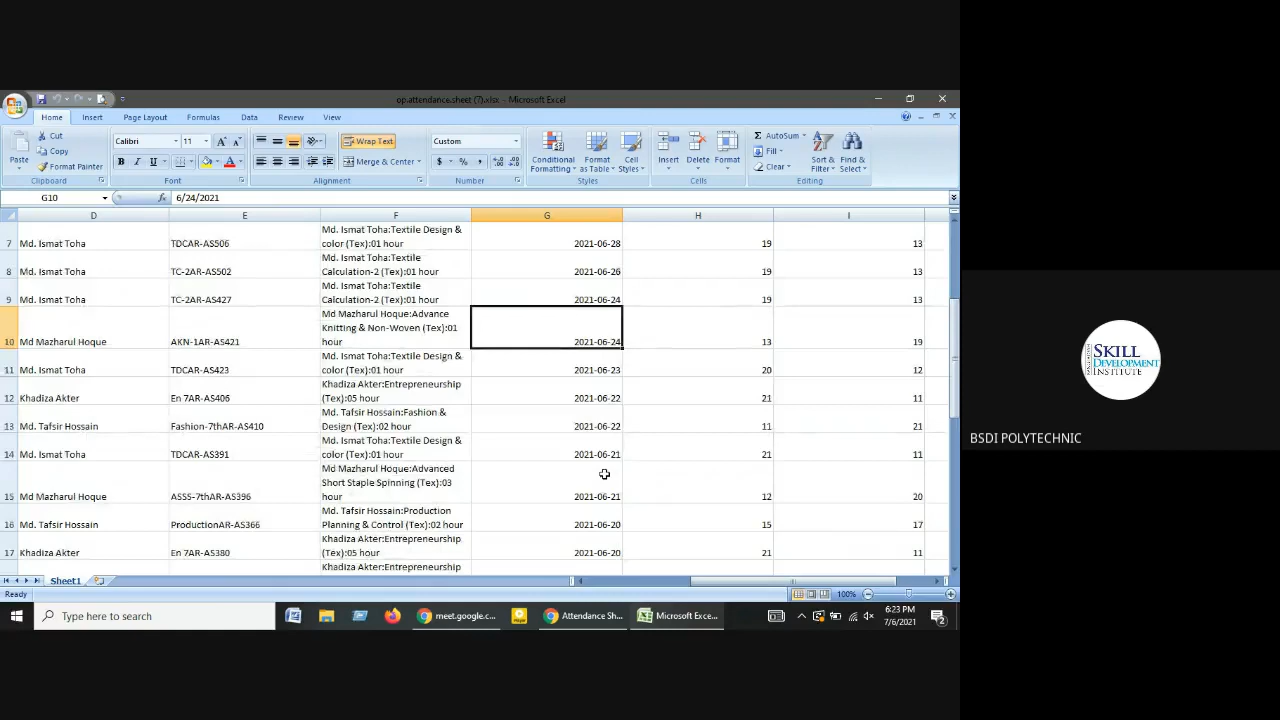 op.attendance.sheet (7).xlsx - Microsoft Excel
Home Insert Page Layout Formulas Data Review View
Paste
Cut
Copy
Format Painter
Clipboard
Calibri 11
B I U
Font
Wrap Text
Merge & Center
Alignment
Custom
$ % ,
Number
Conditional Formatting
Format as Table
Cell Styles
Styles
Insert Delete Format
Cells
AutoSum
Fill
Clear
Sort & Filter
Find & Select
Editing
G10 fx 6/24/2021
D E F G H I
7 Md. Ismat Toha TDCAR-AS506 Md. Ismat Toha:Textile Design & color (Tex):01 hour 2021-06-28 19 13
8 Md. Ismat Toha TC-2AR-AS502 Md. Ismat Toha:Textile Calculation-2 (Tex):01 hour 2021-06-26 19 13
9 Md. Ismat Toha TC-2AR-AS427 Md. Ismat Toha:Textile Calculation-2 (Tex):01 hour 2021-06-24 19 13
10 Md Mazharul Hoque AKN-1AR-AS421 Md Mazharul Hoque:Advance Knitting & Non-Woven (Tex):01 hour 2021-06-24 13 19
11 Md. Ismat Toha TDCAR-AS423 Md. Ismat Toha:Textile Design & color (Tex):01 hour 2021-06-23 20 12
12 Khadiza Akter En 7AR-AS406 Khadiza Akter:Entrepreneurship (Tex):05 hour 2021-06-22 21 11
13 Md. Tafsir Hossain Fashion-7thAR-AS410 Md. Tafsir Hossain:Fashion & Design (Tex):02 hour 2021-06-22 11 21
14 Md. Ismat Toha TDCAR-AS391 Md. Ismat Toha:Textile Design & color (Tex):01 hour 2021-06-21 21 11
15 Md Mazharul Hoque ASSS-7thAR-AS396 Md Mazharul Hoque:Advanced Short Staple Spinning (Tex):03 hour 2021-06-21 12 20
16 Md. Tafsir Hossain ProductionAR-AS366 Md. Tafsir Hossain:Production Planning & Control (Tex):02 hour 2021-06-20 15 17
17 Khadiza Akter En 7AR-AS380 Khadiza Akter:Entrepreneurship (Tex):05 hour 2021-06-20 21 11
Khadiza Akter:Entrepreneurship
Sheet1
Ready 100%
Type here to search
meet.google.c...
Attendance Sh...
Microsoft Exce...
6:23 PM
7/6/2021
2
SKILL
DEVELOPMENT
INSTITUTE
BSDI POLYTECHNIC